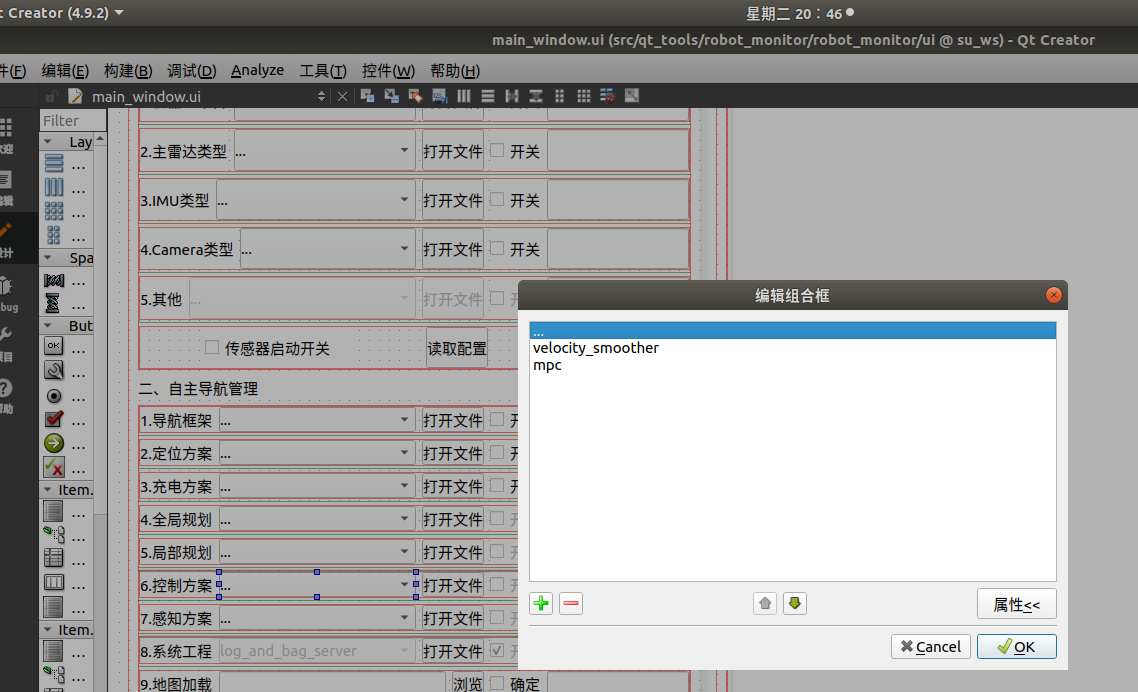 t Creator (4.9.2)
星期二 20：46
main_window.ui (src/qt_tools/robot_monitor/robot_monitor/ui @ su_ws) - Qt Creator
件(F) 编辑(E) 构建(B) 调试(D) Analyze 工具(T) 控件(W) 帮助(H)
main_window.ui
Filter
Lay
...
...
...
...
Spa
...
...
But
OK ...
...
...
...
...
...
Item.
...
...
...
...
...
Item.
...
...
迎
辑
计
bug
目
助
2.主雷达类型 ... 打开文件 开关
3.IMU类型 ... 打开文件 开关
4.Camera类型 ... 打开文件 开关
5.其他 ... 打开文件 开
传感器启动开关 读取配置
二、自主导航管理
1.导航框架 ... 打开文件 开
2.定位方案 ... 打开文件 开
3.充电方案 ... 打开文件 开
4.全局规划 ... 打开文件 开
5.局部规划 ... 打开文件 开
6.控制方案 ... 打开文件 开
7.感知方案 ... 打开文件 开
8.系统工程 log_and_bag_server 打开文件 开
9.地图加载 浏览 确定
编辑组合框
...
velocity_smoother
mpc
属性<<
Cancel
OK